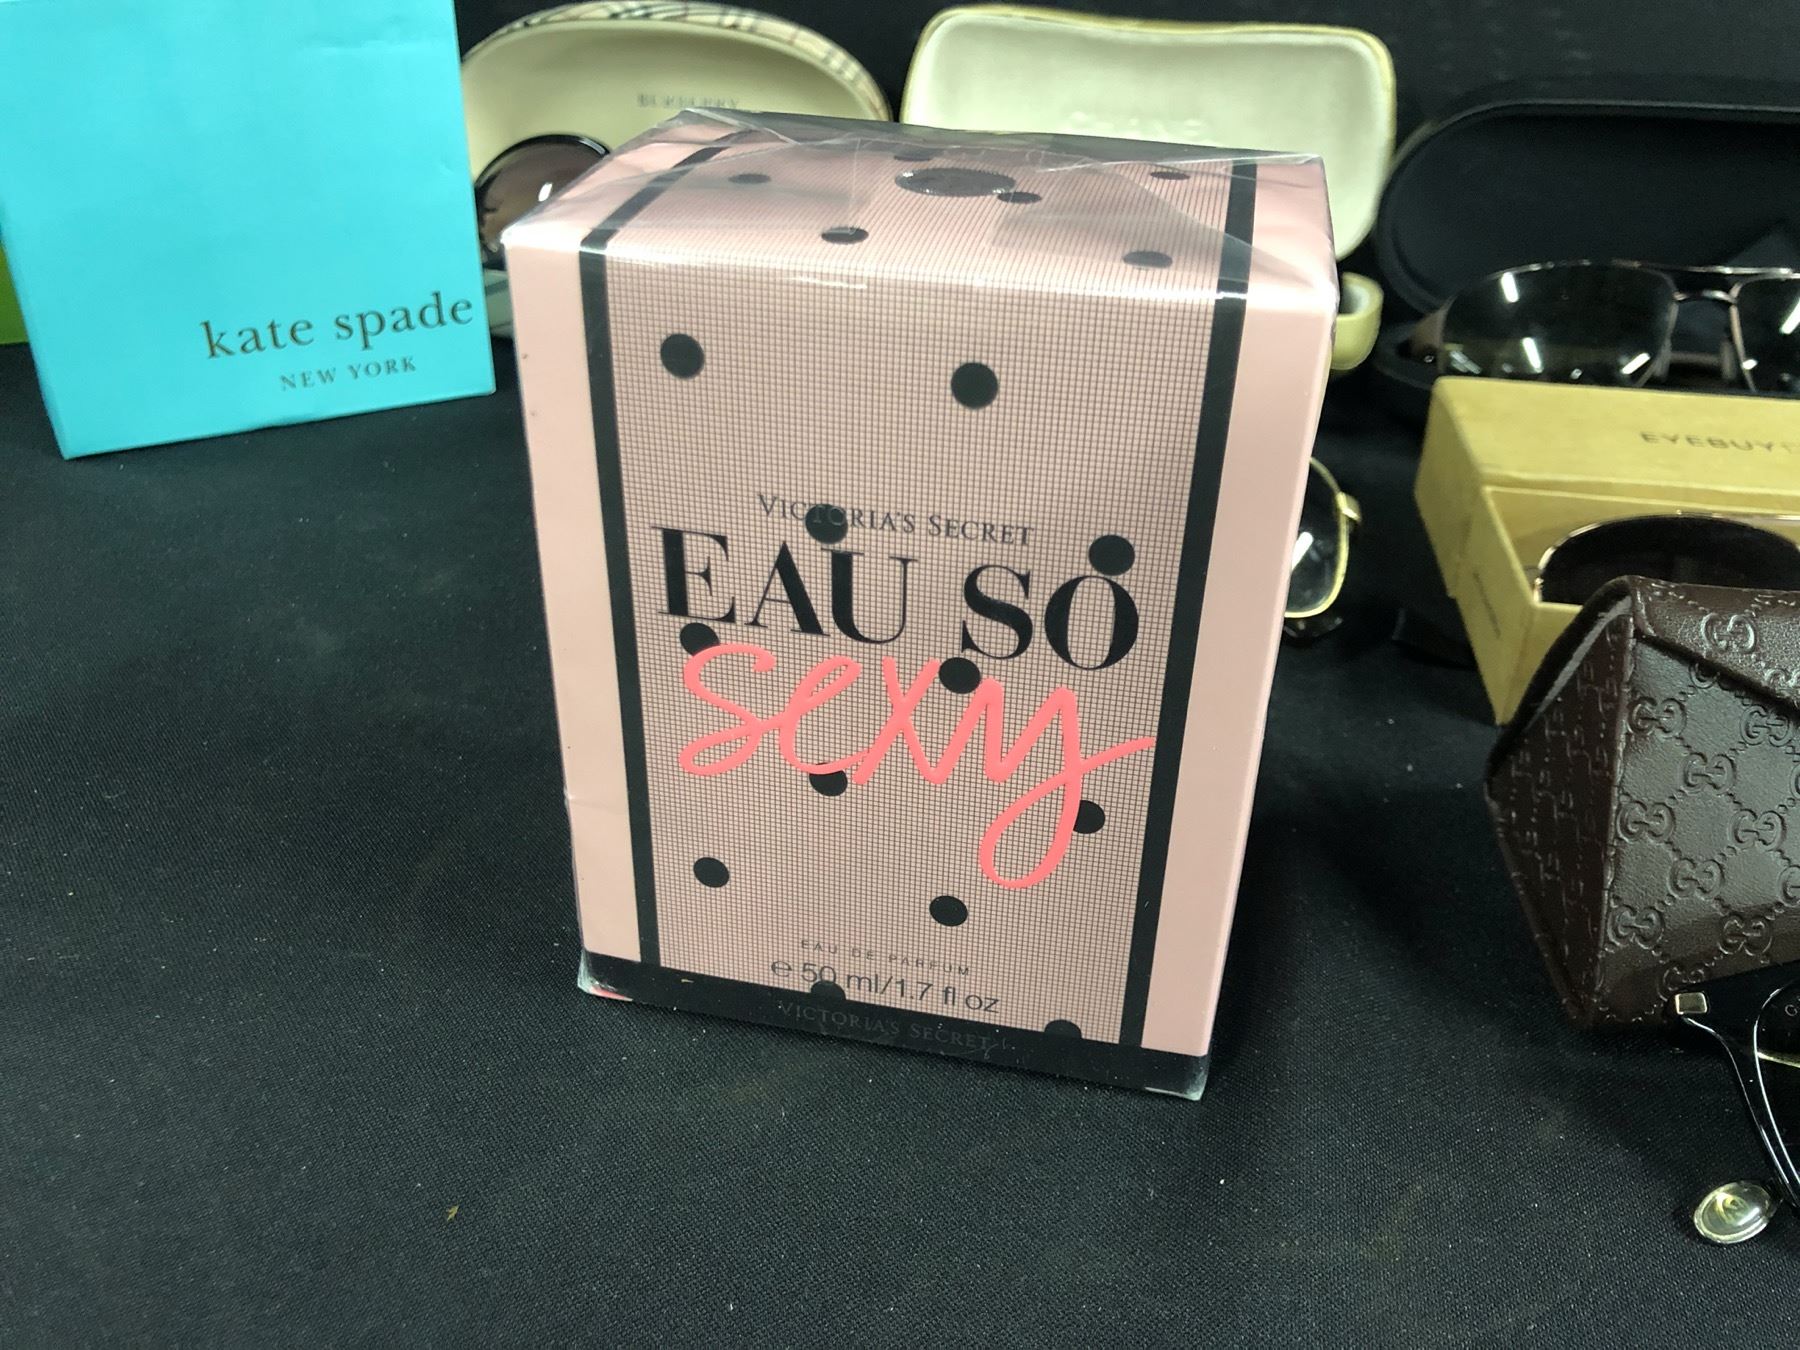 kate spade
NEW YORK
BURBERRY
VICTORIA'S SECRET
EAU SO
sexy
EAU DE PARFUM
e 50 ml/1.7 fl oz
VICTORIA'S SECRET
EYEBUY